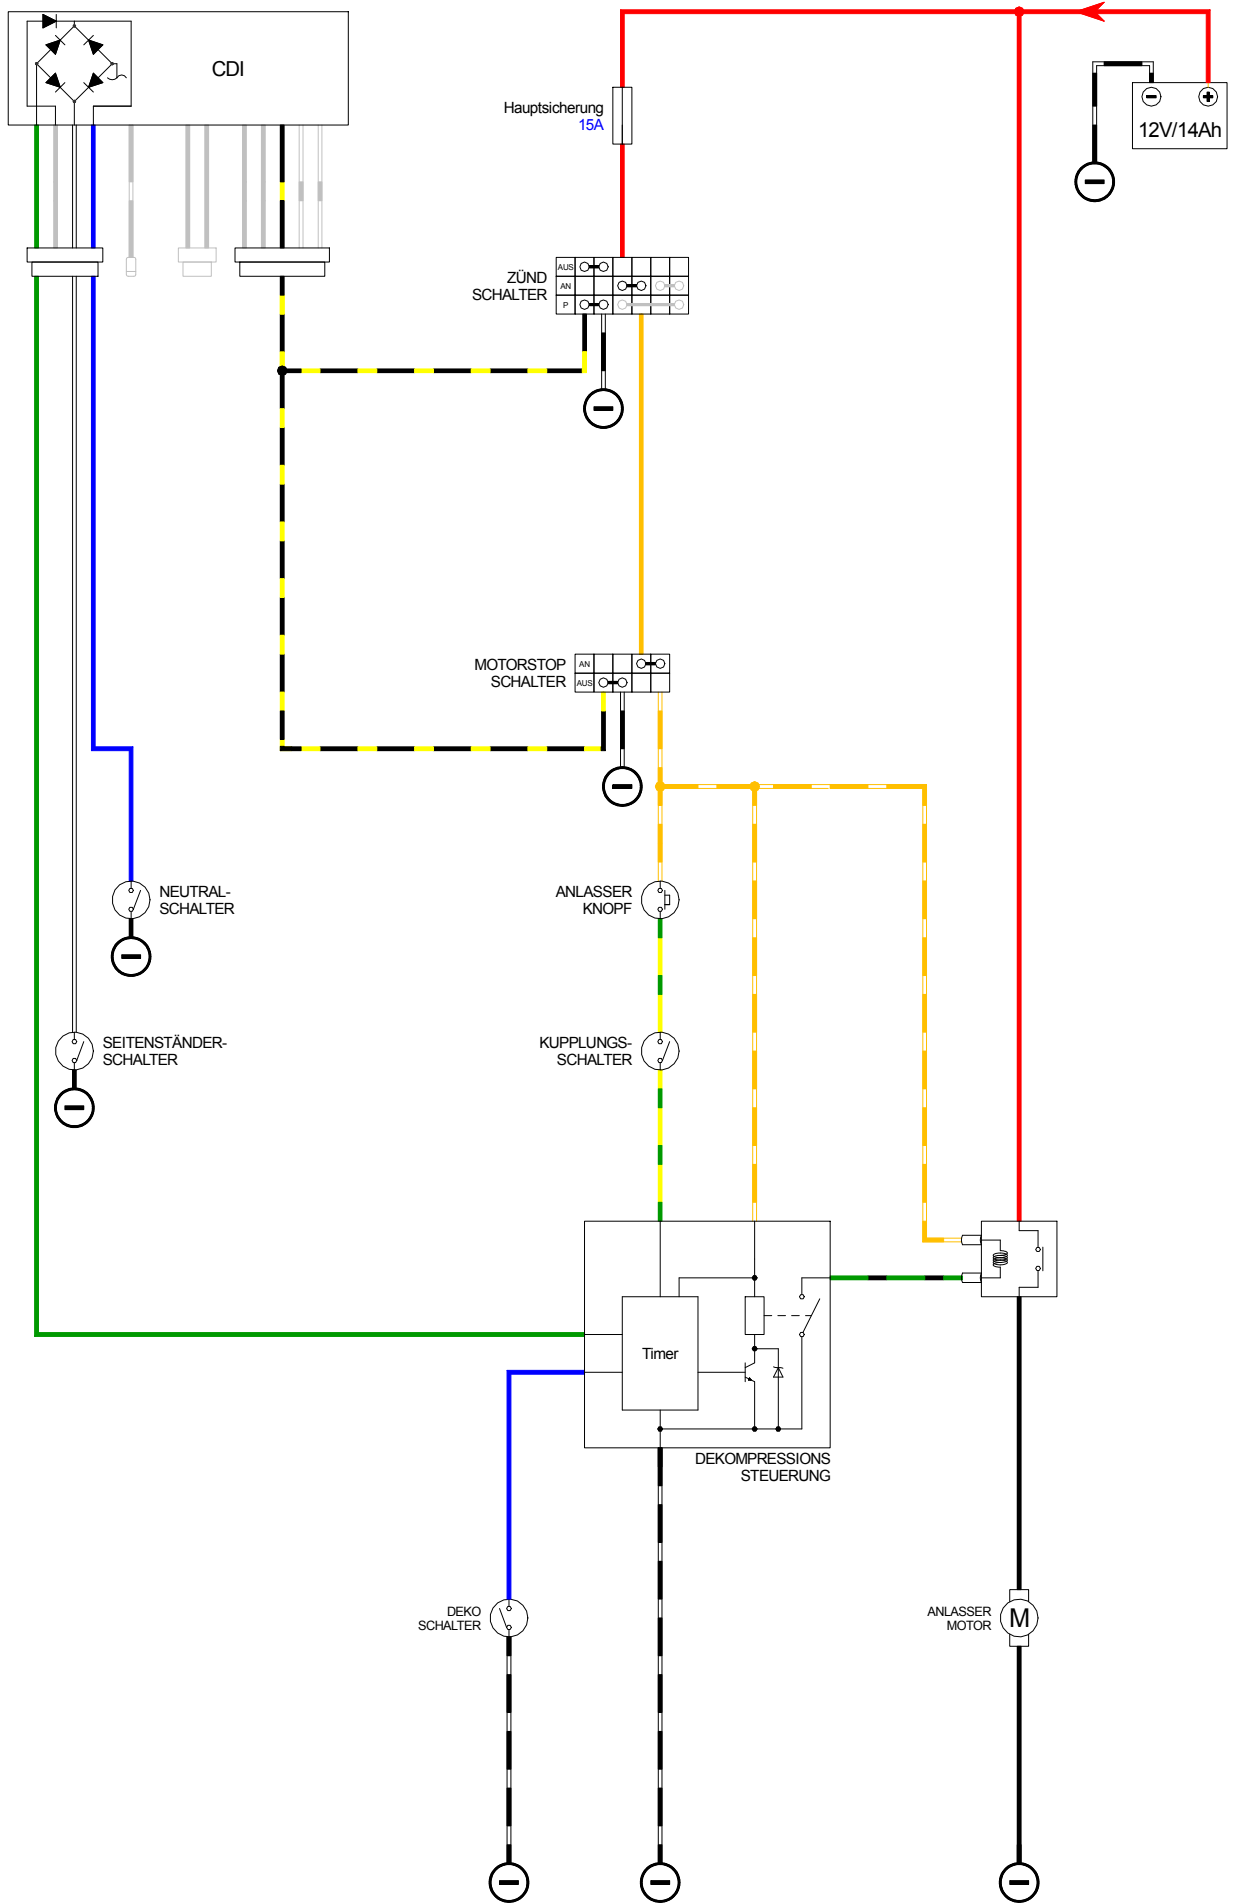 CDI
Hauptsicherung
15A
12V/14Ah
ZÜND
SCHALTER
AUS
AN
P
MOTORSTOP
SCHALTER
AN
AUS
NEUTRAL-
SCHALTER
ANLASSER
KNOPF
SEITENSTÄNDER-
SCHALTER
KUPPLUNGS-
SCHALTER
Timer
DEKOMPRESSIONS
STEUERUNG
DEKO
SCHALTER
ANLASSER
MOTOR
M